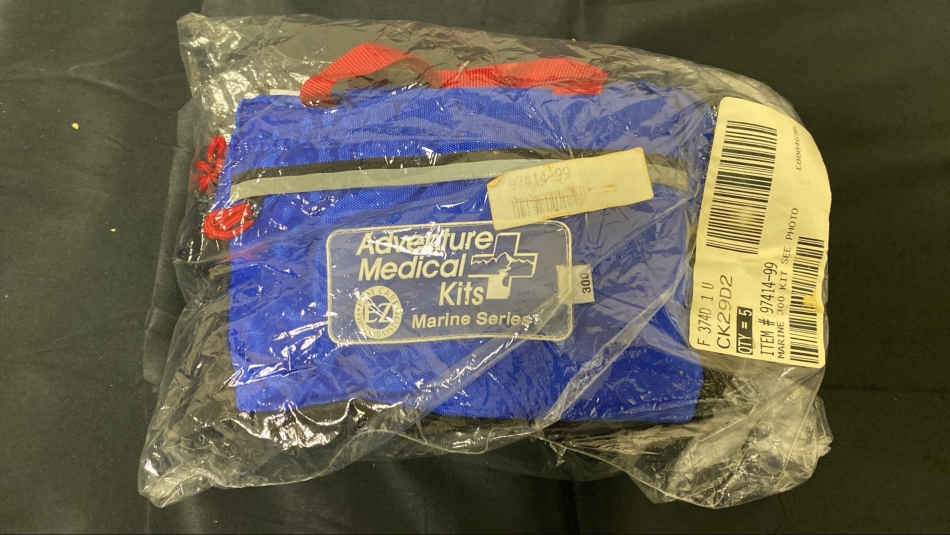 97414-99
Adventure
Medical
Kits
Marine Series
300
F 374D 1 U
CK29D2
QTY = 5
ITEM # 97414-99
MARINE 300 KIT SEE PHOTO